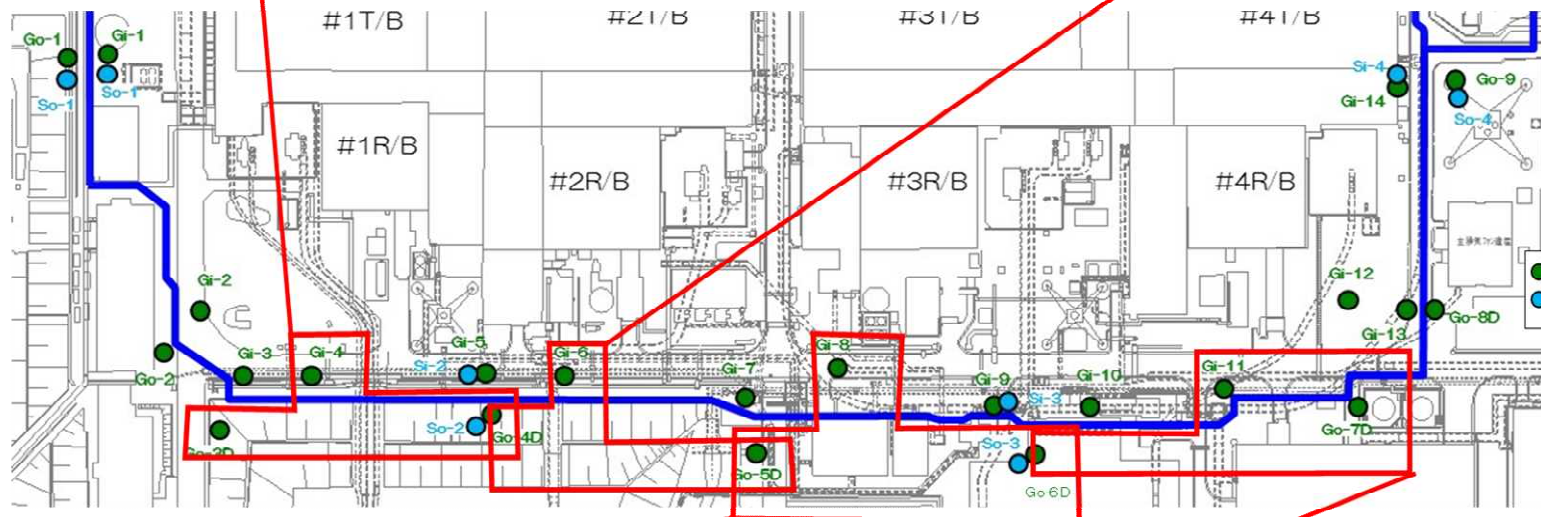 #1T/B
#2T/B
#3T/B
#4T/B
Go-1
Gi-1
So-1
So-1
Si-4
Gi-14
Go-9
So-4
#1R/B
#2R/B
#3R/B
#4R/B
Gi-2
Gi-12
Go-2
Gi-3
Gi-4
Gi-5
Si-2
Gi-6
Gi-7
Gi-8
Gi-9
Si-3
Gi-10
Gi-11
Gi-13
Go-8D
Go-3D
So-2
Go-4D
Go-5D
So-3
Go 6D
Go-7D